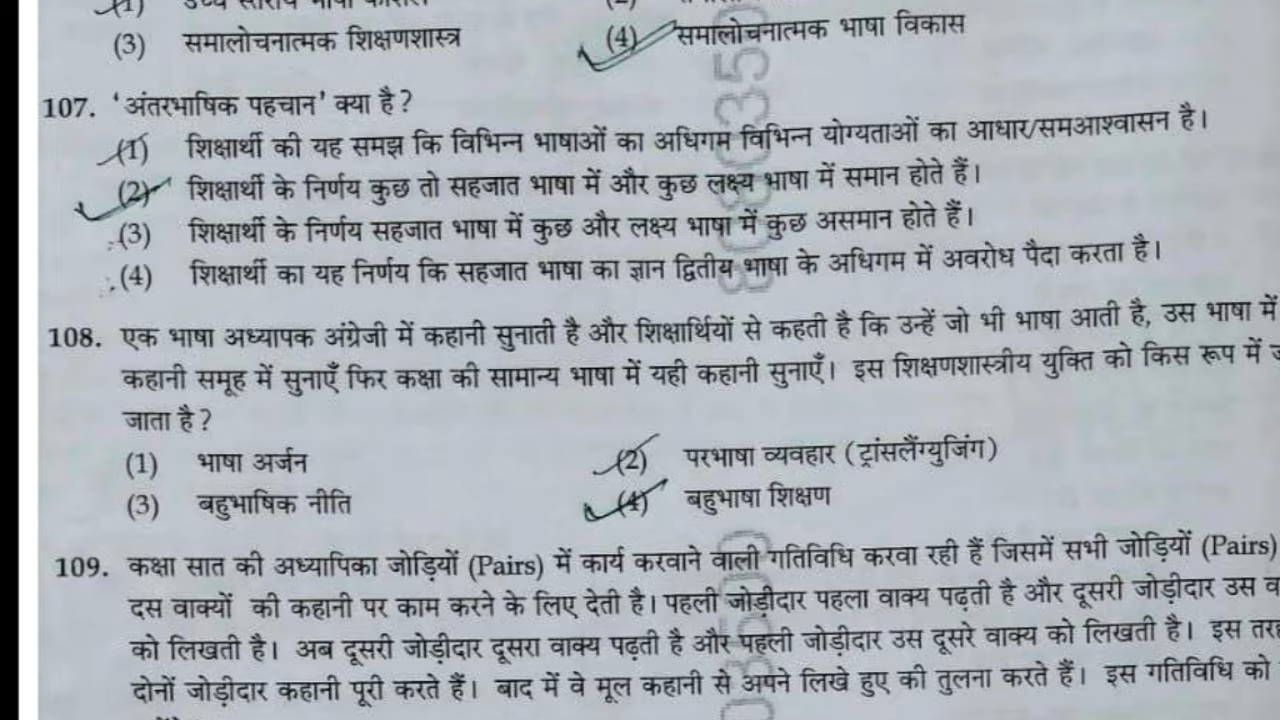 (3) समालोचनात्मक शिक्षणशास्त्र (4) समालोचनात्मक भाषा विकास
107. 'अंतरभाषिक पहचान' क्या है?
(1) शिक्षार्थी की यह समझ कि विभिन्न भाषाओं का अधिगम विभिन्न योग्यताओं का आधार/समआश्वासन है।
(2) शिक्षार्थी के निर्णय कुछ तो सहजात भाषा में और कुछ लक्ष्य भाषा में समान होते हैं।
(3) शिक्षार्थी के निर्णय सहजात भाषा में कुछ और लक्ष्य भाषा में कुछ असमान होते हैं।
(4) शिक्षार्थी का यह निर्णय कि सहजात भाषा का ज्ञान द्वितीय भाषा के अधिगम में अवरोध पैदा करता है।
108. एक भाषा अध्यापक अंग्रेजी में कहानी सुनाती है और शिक्षार्थियों से कहती है कि उन्हें जो भी भाषा आती है, उस भाषा में
कहानी समूह में सुनाएँ फिर कक्षा की सामान्य भाषा में यही कहानी सुनाएँ। इस शिक्षणशास्त्रीय युक्ति को किस रूप में
जाता है?
(1) भाषा अर्जन (2) परभाषा व्यवहार (ट्रांसलैंग्युजिंग)
(3) बहुभाषिक नीति (4) बहुभाषा शिक्षण
109. कक्षा सात की अध्यापिका जोड़ियों (Pairs) में कार्य करवाने वाली गतिविधि करवा रही हैं जिसमें सभी जोड़ियों (Pairs)
दस वाक्यों की कहानी पर काम करने के लिए देती है। पहली जोड़ीदार पहला वाक्य पढ़ती है और दूसरी जोड़ीदार उस
को लिखती है। अब दूसरी जोड़ीदार दूसरा वाक्य पढ़ती है और पहली जोड़ीदार उस दूसरे वाक्य को लिखती है। इस
दोनों जोड़ीदार कहानी पूरी करते हैं। बाद में वे मूल कहानी से अपने लिखे हुए की तुलना करते हैं। इस गतिविधि को